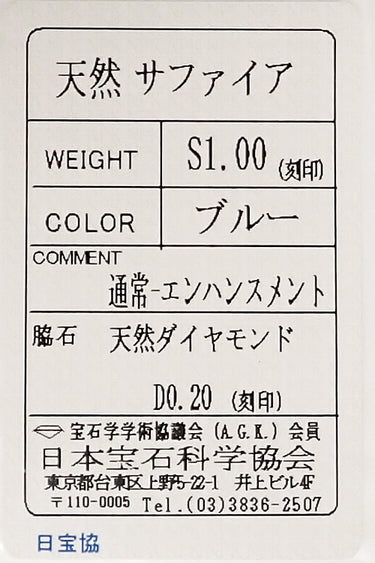 天然 サファイア
WEIGHT S1.00 (刻印)
COLOR ブルー
COMMENT
通常-エンハンスメント
脇石 天然ダイヤモンド
D0.20 (刻印)
宝石学学術協議会 (A.G.K.) 会員
日本宝石科学協会
東京都台東区上野5-22-1 井上ビル4F
〒110-0005 Tel.(03)3836-2507
日宝協